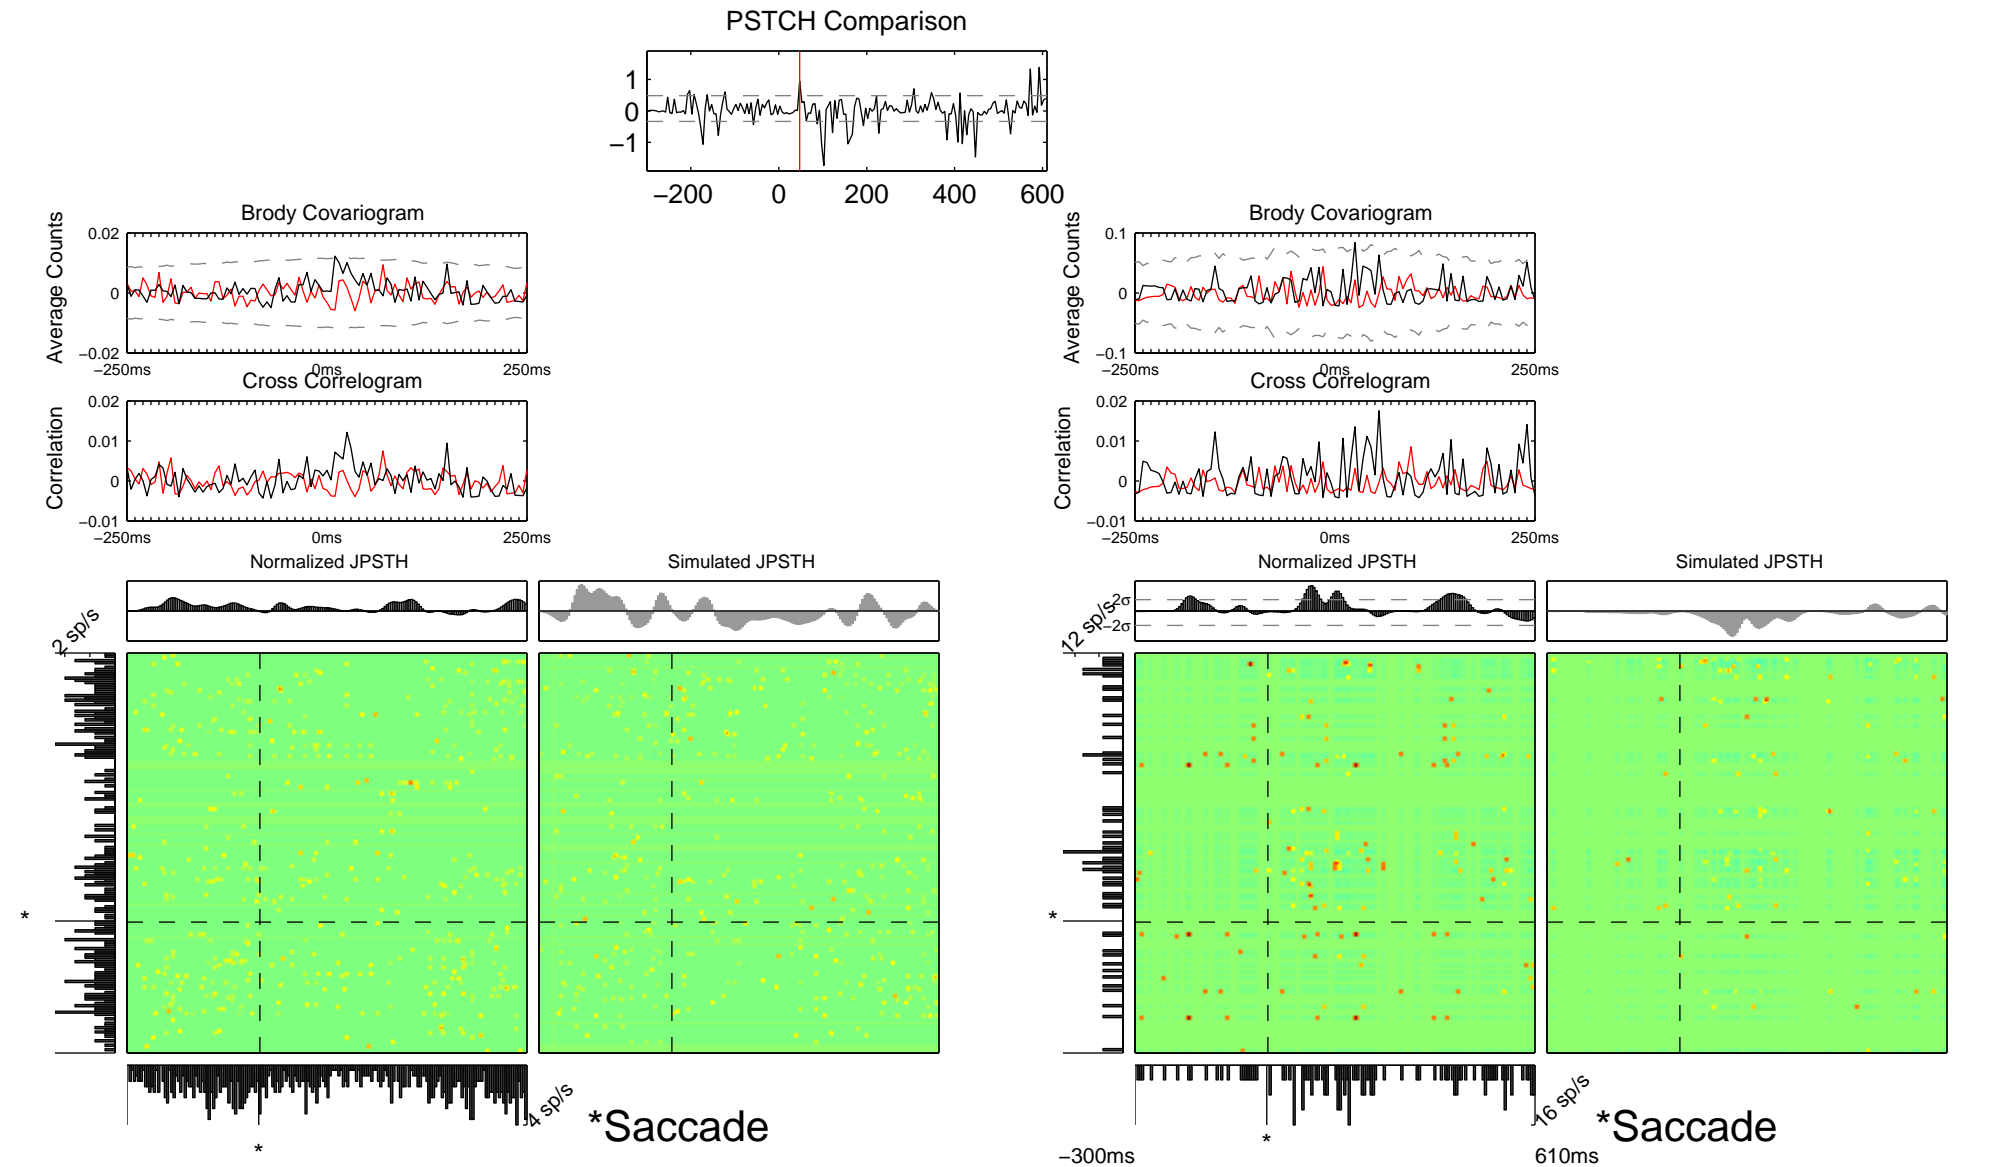 PSTCH Comparison
1
0
−1
−200 0 200 400 600
Brody Covariogram
Average Counts
0.02
0
−0.02
−250ms 0ms 250ms
Cross Correlogram
Correlation
0.02
0.01
0
−0.01
−250ms 0ms 250ms
Normalized JPSTH
Simulated JPSTH
2 sp/s
*
4 sp/s
*
*Saccade
Brody Covariogram
Average Counts
0.1
0
−0.1
−250ms 0ms 250ms
Cross Correlogram
Correlation
0.02
0.01
0
−0.01
−250ms 0ms 250ms
Normalized JPSTH
Simulated JPSTH
2σ
−2σ
12 sp/s
*
16 sp/s
*
*Saccade
−300ms 610ms